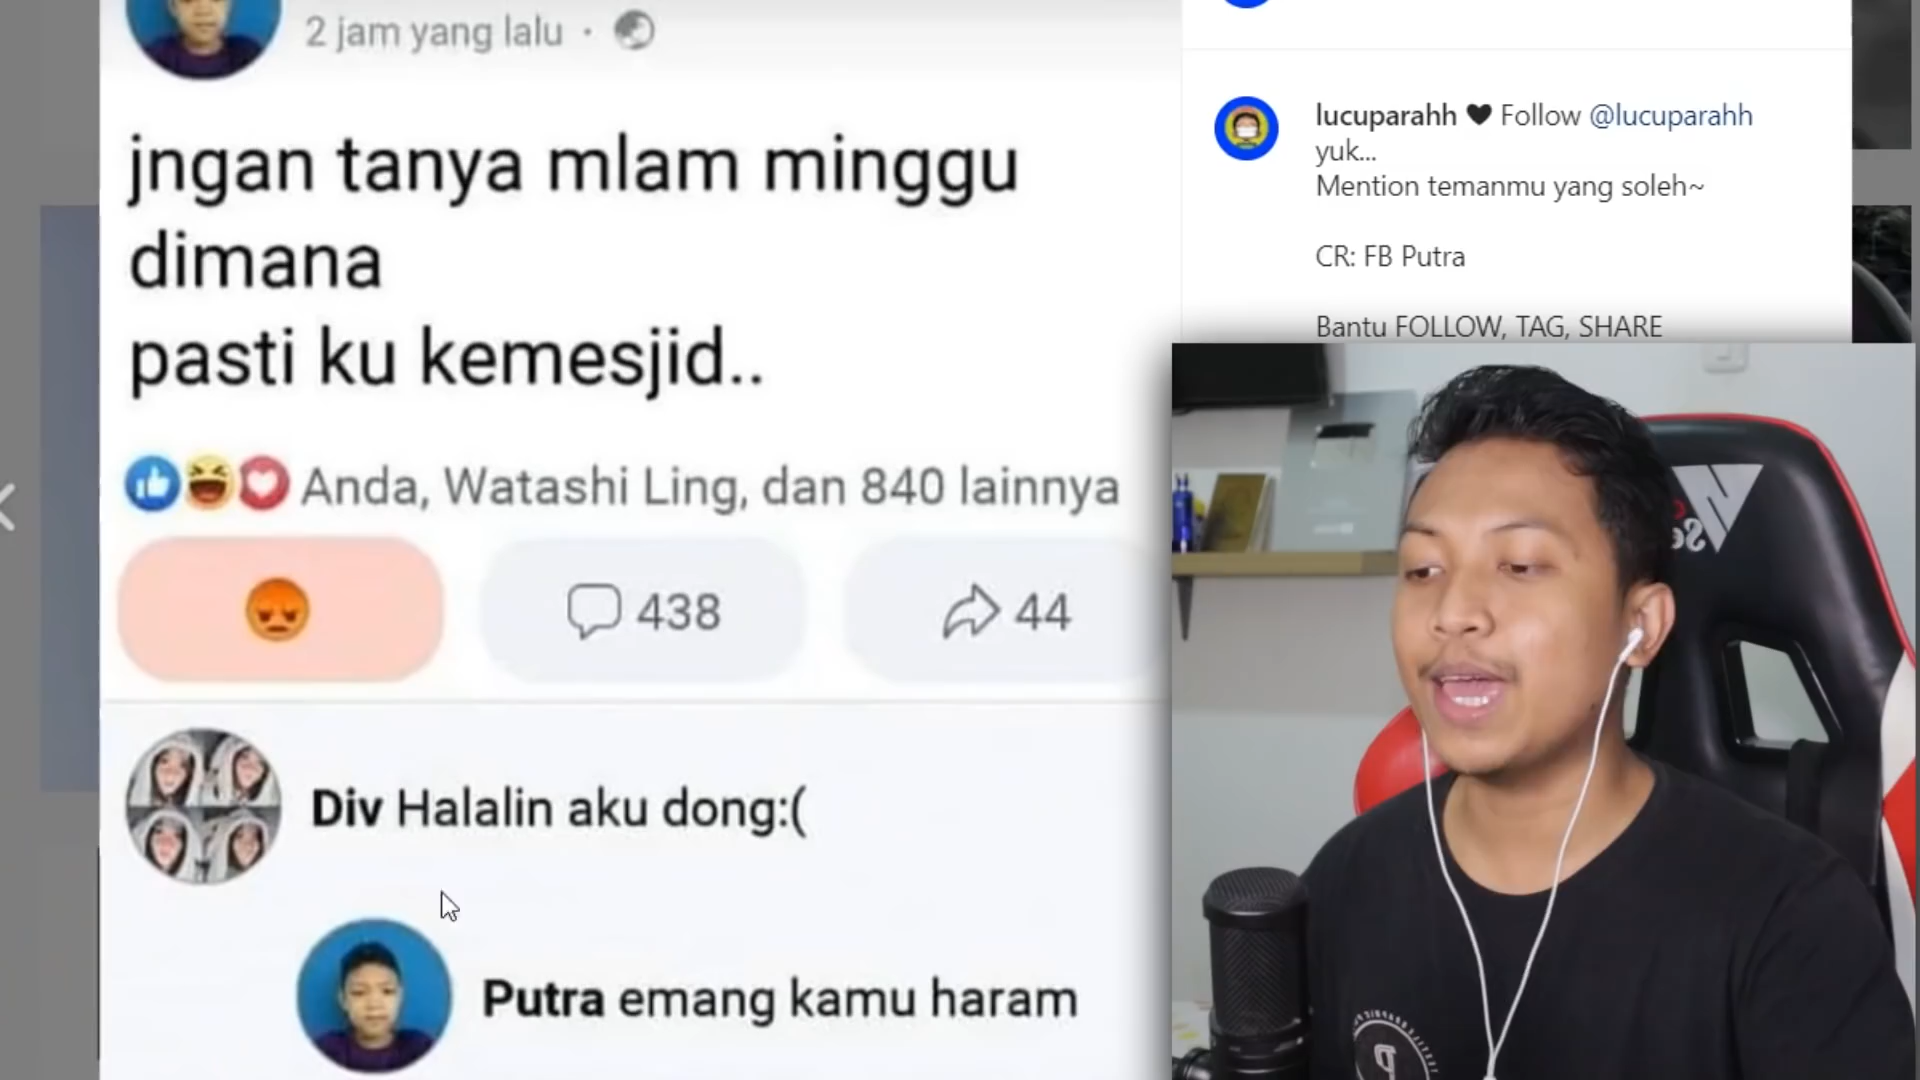 2 jam yang lalu ·
jngan tanya mlam minggu
dimana
pasti ku kemesjid..
Anda, Watashi Ling, dan 840 lainnya
438
44
Div Halalin aku dong:(
Putra emang kamu haram
lucuparahh 🖤 Follow @lucuparahh
yuk...
Mention temanmu yang soleh~
CR: FB Putra
Bantu FOLLOW, TAG, SHARE